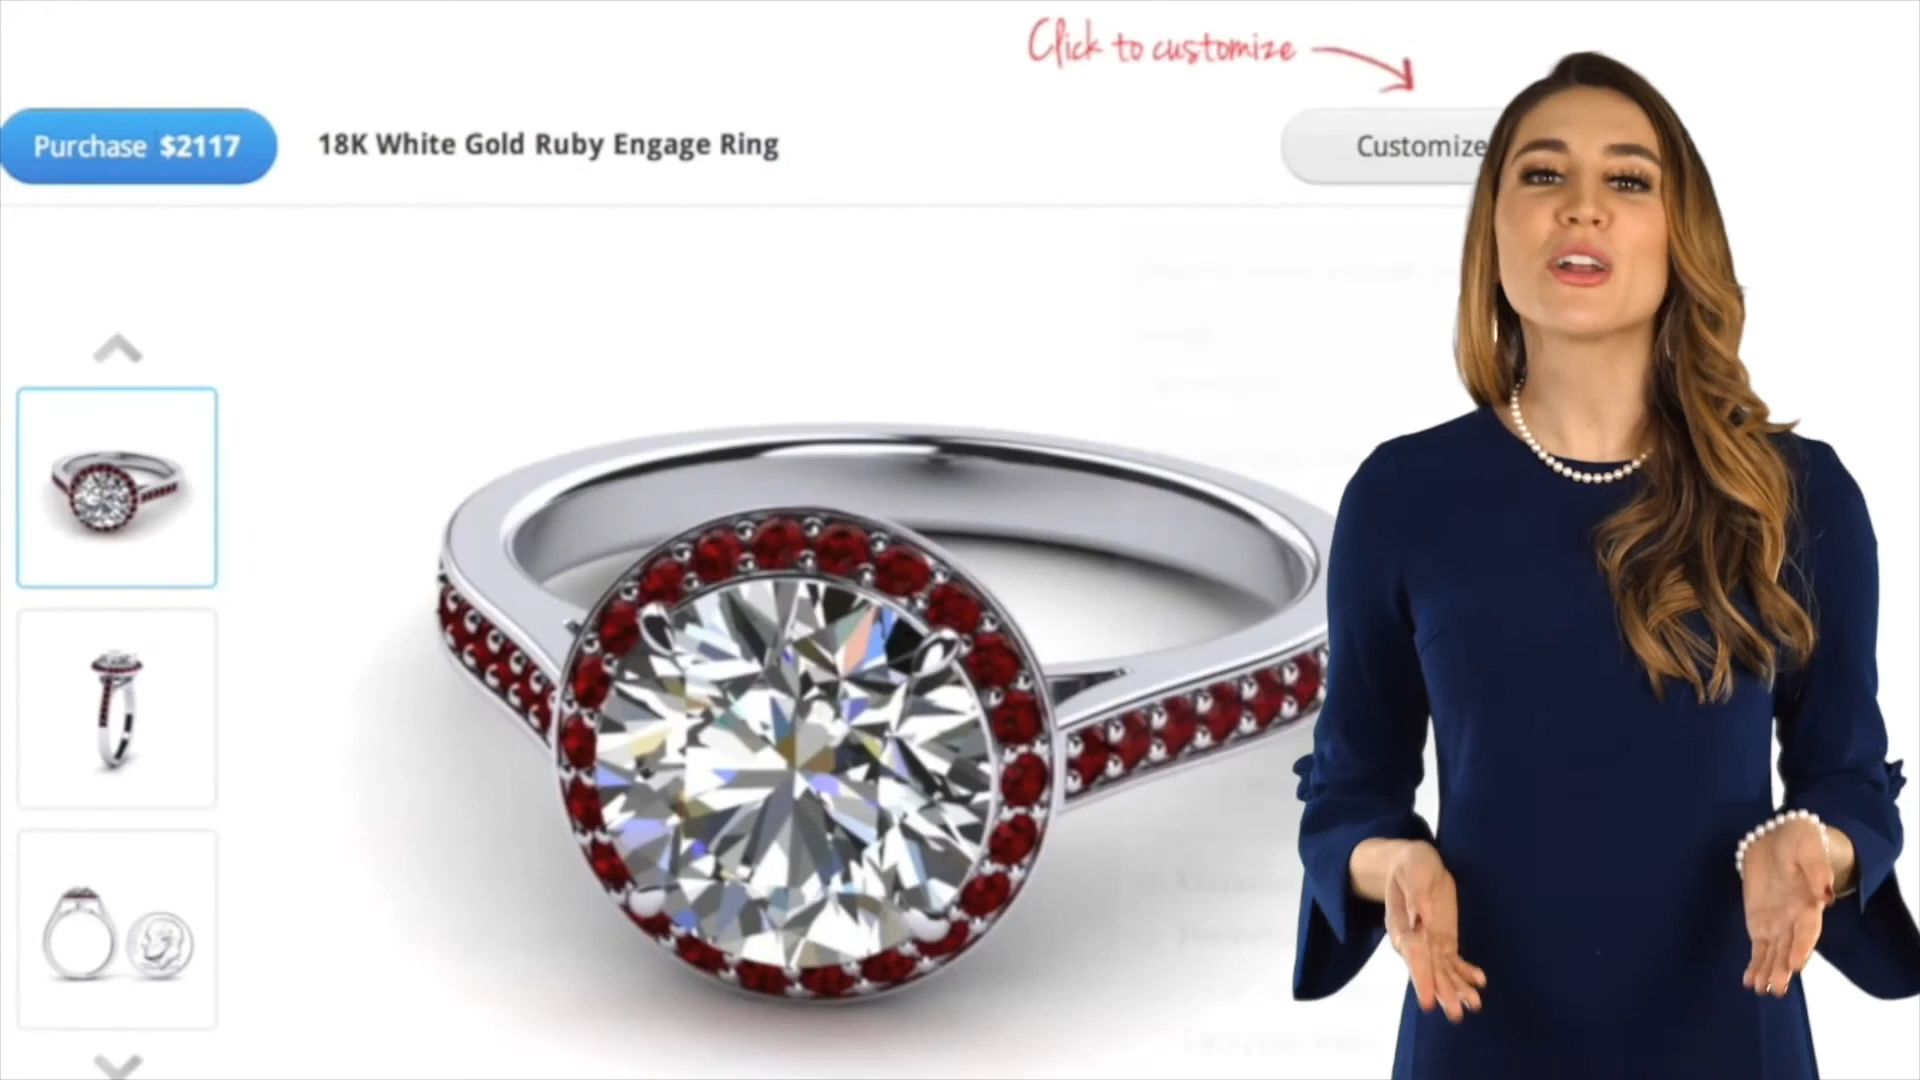 Click to customize
Purchase $2117
18K White Gold Ruby Engage Ring
Customize